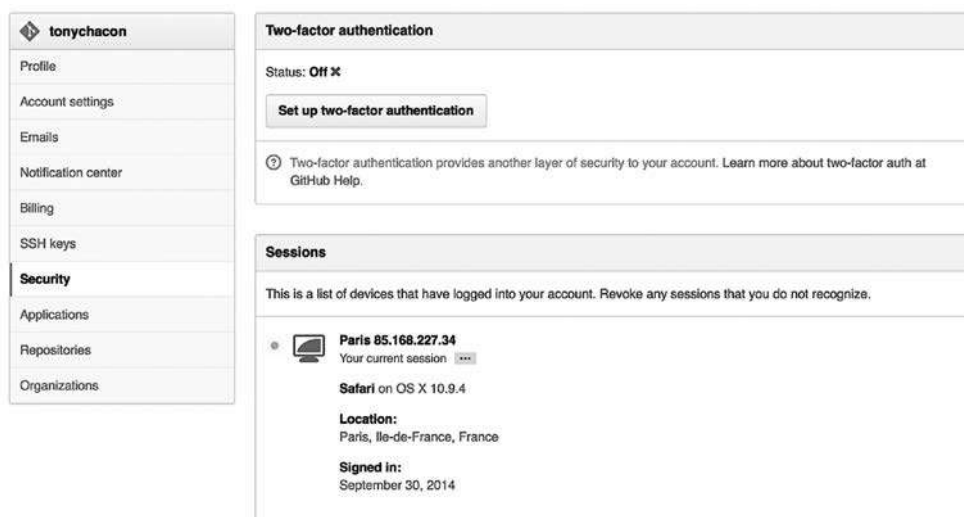 tonychacon
Profile
Account settings
Emails
Notification center
Billing
SSH keys
Security
Applications
Repositories
Organizations
Two-factor authentication
Status: Off ✖
Set up two-factor authentication
Two-factor authentication provides another layer of security to your account. Learn more about two-factor auth at
GitHub Help.
Sessions
This is a list of devices that have logged into your account. Revoke any sessions that you do not recognize.
Paris 85.168.227.34
Your current session ···
Safari on OS X 10.9.4
Location:
Paris, Ile-de-France, France
Signed in:
September 30, 2014